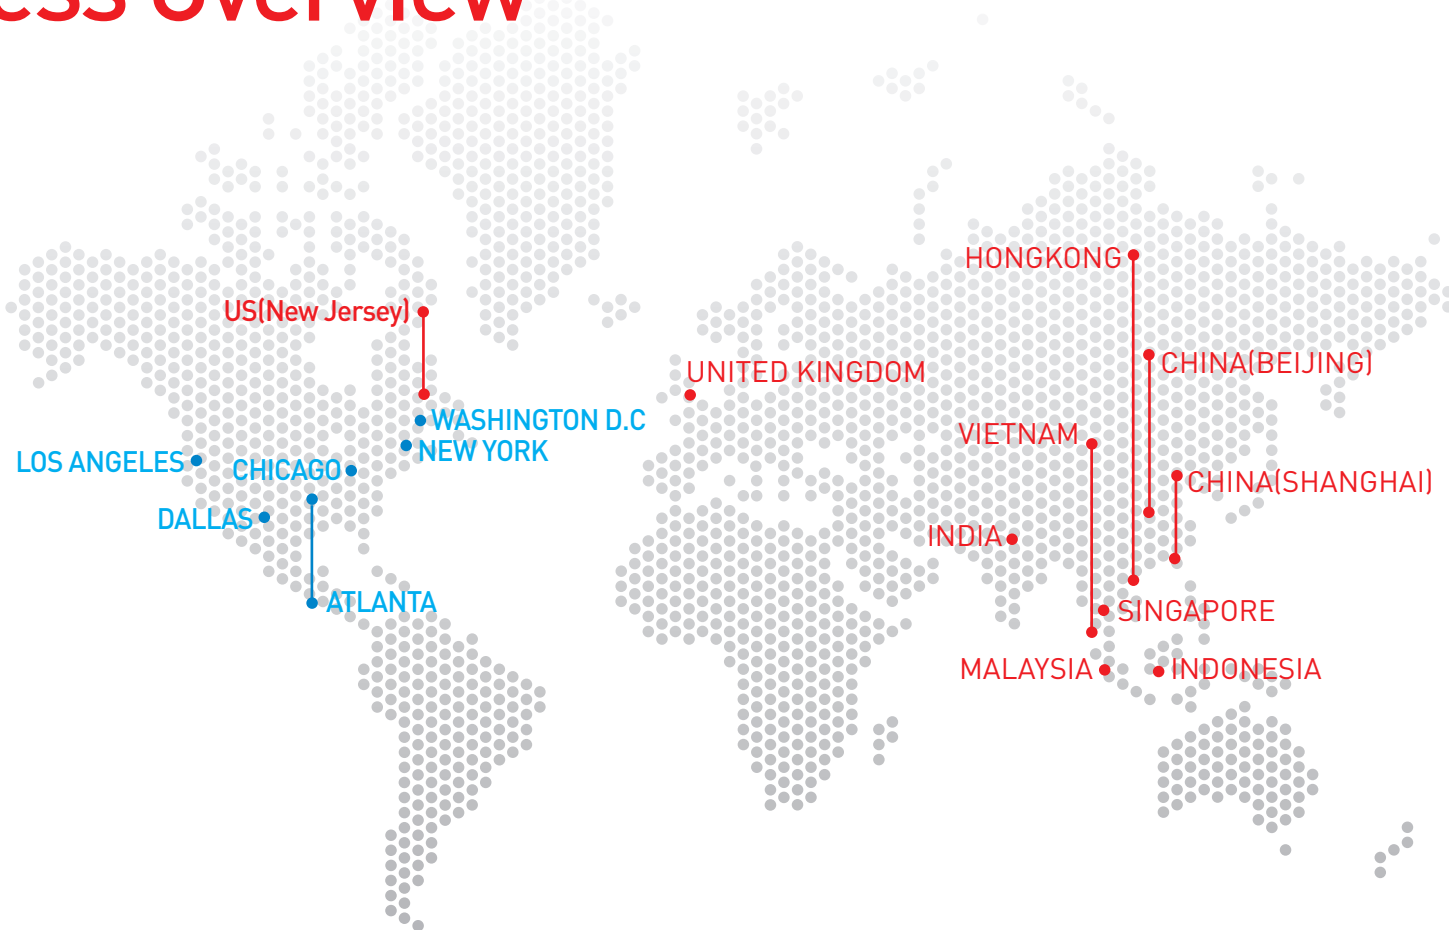 overview
HONGKONG
US(New Jersey)
CHINA(BEIJING)
UNITED KINGDOM
WASHINGTON D.C
VIETNAM
NEW YORK
LOS ANGELES
CHICAGO
CHINA(SHANGHAI)
DALLAS
INDIA
ATLANTA
SINGAPORE
MALAYSIA
INDONESIA